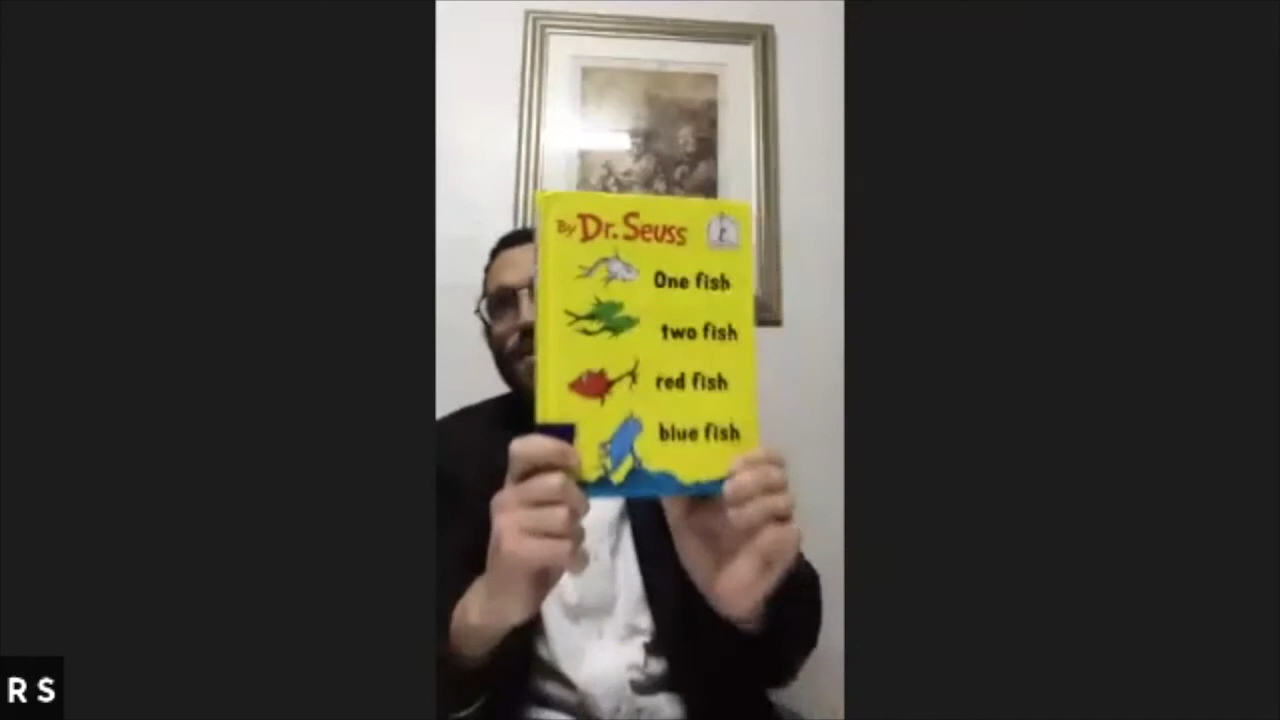 By Dr. Seuss
One fish
two fish
red fish
blue fish
R S